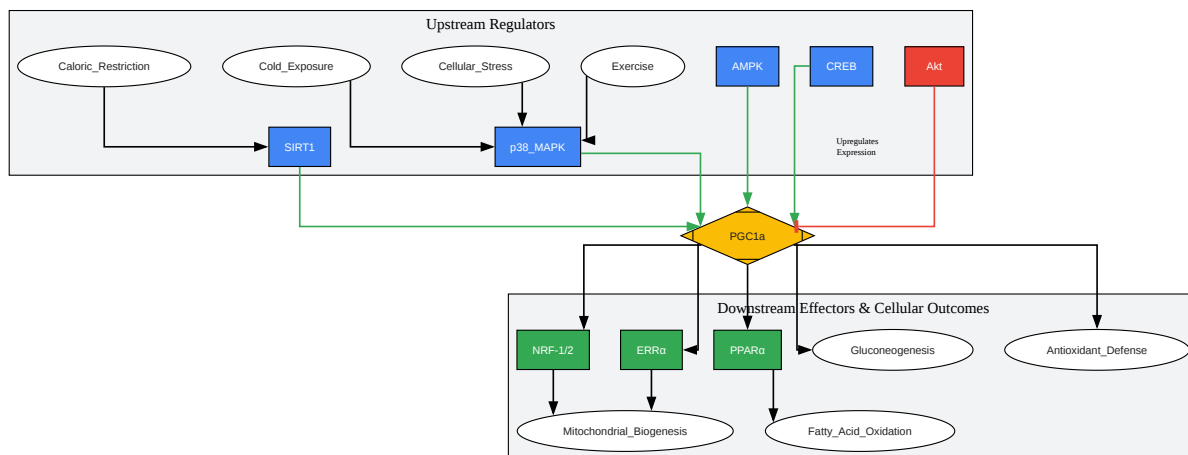 Upstream Regulators
Caloric_Restriction
Cold_Exposure
Cellular_Stress
Exercise
AMPK
CREB
Akt
SIRT1
p38_MAPK
Upregulates
Expression
PGC1a
Downstream Effectors & Cellular Outcomes
NRF-1/2
ERRα
PPARα
Gluconeogenesis
Antioxidant_Defense
Mitochondrial_Biogenesis
Fatty_Acid_Oxidation